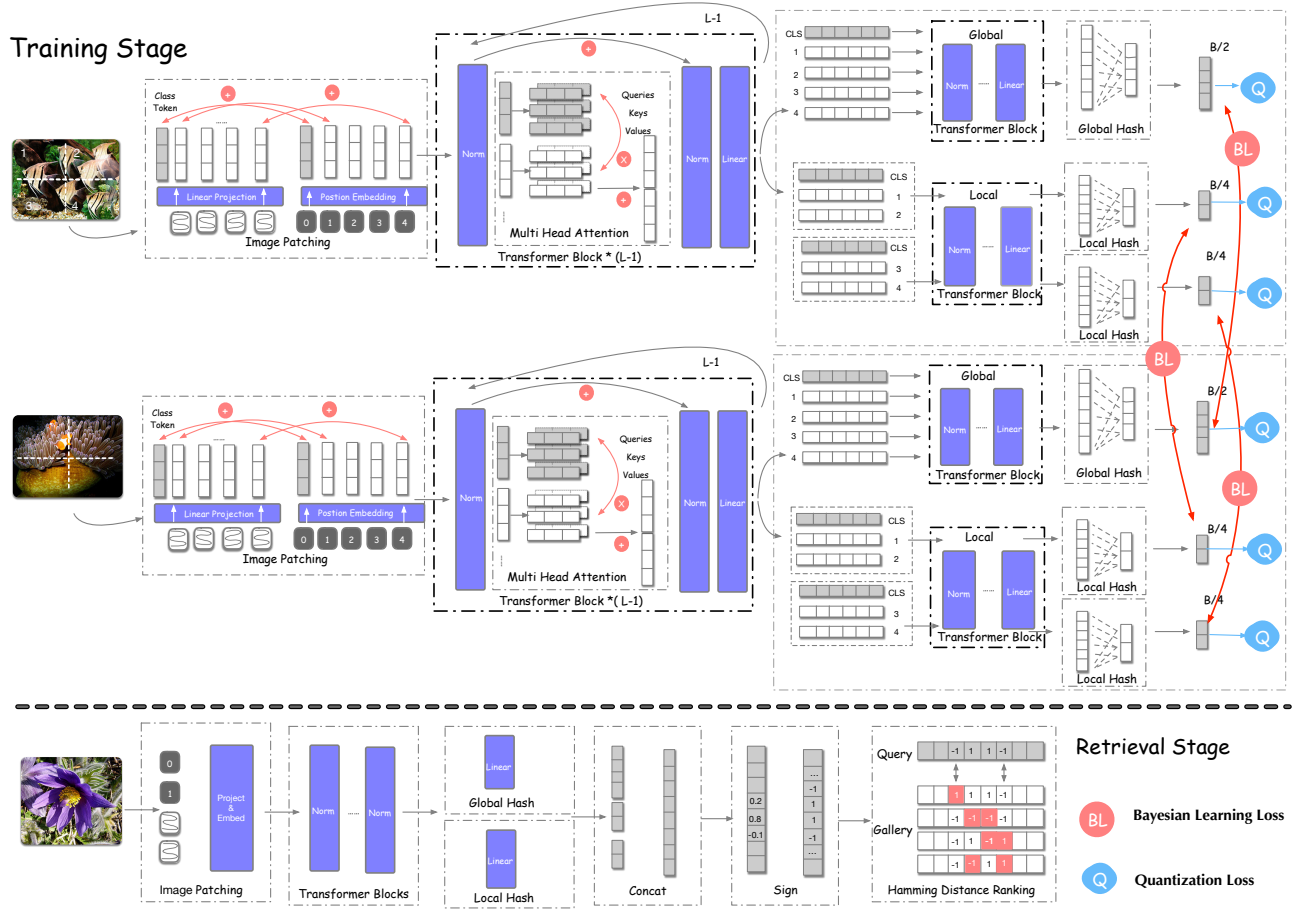 Training Stage
L-1
Class
Token
......
Linear Projection
Postion Embedding
0 1 2 3 4
Image Patching
1 2
3 4
Norm
Queries
Keys
Values
X
+
Multi Head Attention
Norm
Linear
Transformer Block * (L-1)
CLS
1
2
3
4
Global
Norm ...... Linear
Transformer Block
Global Hash
B/2
Q
BL
CLS
1
2
CLS
3
4
Local
Norm ...... Linear
Transformer Block
Local Hash
B/4
Q
Local Hash
B/4
Q
BL
L-1
Class
Token
......
Linear Projection
Postion Embedding
0 1 2 3 4
Image Patching
Norm
Queries
Keys
Values
X
+
Multi Head Attention
Norm
Linear
Transformer Block *( L-1)
CLS
1
2
3
4
Global
Norm ...... Linear
Transformer Block
Global Hash
B/2
Q
BL
CLS
1
2
CLS
3
4
Local
Norm ...... Linear
Transformer Block
Local Hash
B/4
Q
Local Hash
B/4
Q
0
1
Project
&
Embed
Image Patching
Norm ...... Norm
Transformer Blocks
Linear
Global Hash
Linear
Local Hash
Concat
0.2
0.8
-0.1
...
-1
1
1
-1
...
Sign
Query -1 1 1 -1
1 1 1 -1
Gallery -1 -1 -1 -1
-1 1 1 1
-1 -1 1 1
Hamming Distance Ranking
Retrieval Stage
BL Bayesian Learning Loss
Q Quantization Loss